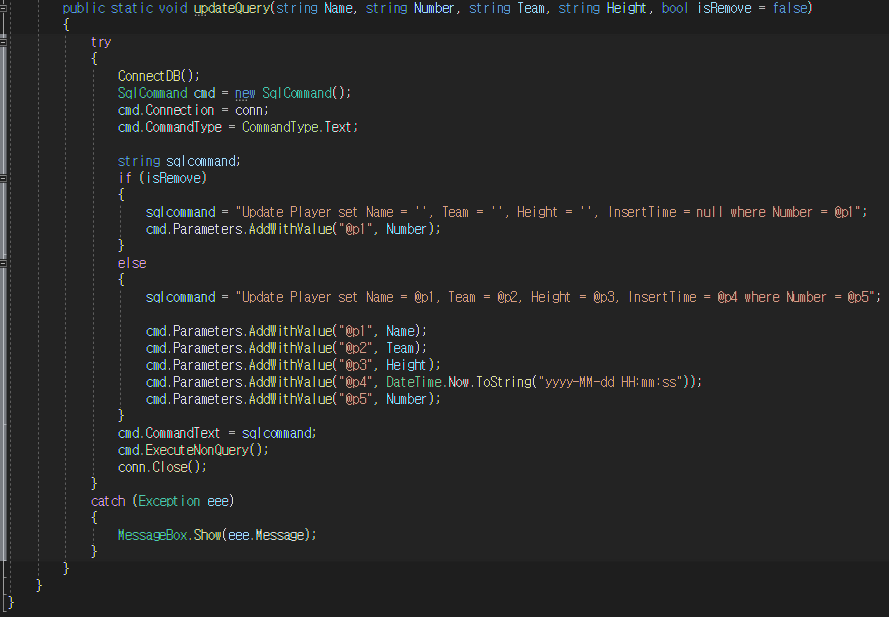 public static void updateQuery(string Name, string Number, string Team, string Height, bool isRemove = false)
{
try
{
ConnectDB();
SqlCommand cmd = new SqlCommand();
cmd.Connection = conn;
cmd.CommandType = CommandType.Text;
string sqlcommand;
if (isRemove)
{
sqlcommand = "Update Player set Name = '', Team = '', Height = '', InsertTime = null where Number = @p1";
cmd.Parameters.AddWithValue("@p1", Number);
}
else
{
sqlcommand = "Update Player set Name = @p1, Team = @p2, Height = @p3, InsertTime = @p4 where Number = @p5";
cmd.Parameters.AddWithValue("@p1", Name);
cmd.Parameters.AddWithValue("@p2", Team);
cmd.Parameters.AddWithValue("@p3", Height);
cmd.Parameters.AddWithValue("@p4", DateTime.Now.ToString("yyyy-MM-dd HH:mm:ss"));
cmd.Parameters.AddWithValue("@p5", Number);
}
cmd.CommandText = sqlcommand;
cmd.ExecuteNonQuery();
conn.Close();
}
catch (Exception eee)
{
MessageBox.Show(eee.Message);
}
}
}
}